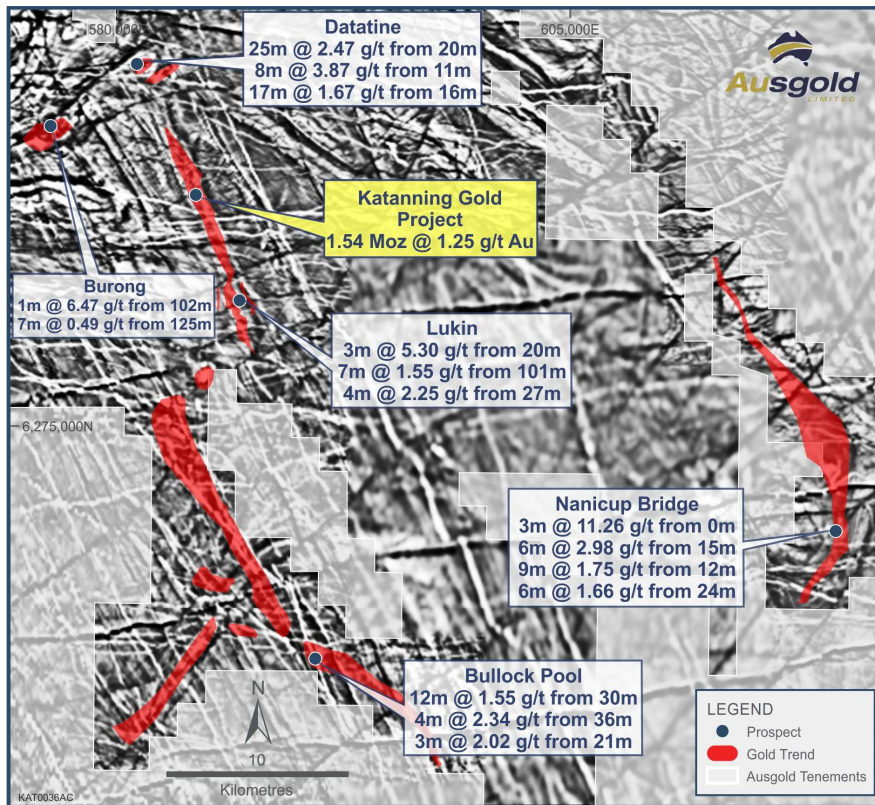 580,000E
605,000E
Datatine
25m @ 2.47 g/t from 20m
8m @ 3.87 g/t from 11m
17m @ 1.67 g/t from 16m
Ausgold
LIMITED
Katanning Gold
Project
1.54 Moz @ 1.25 g/t Au
Burong
1m @ 6.47 g/t from 102m
7m @ 0.49 g/t from 125m
Lukin
3m @ 5.30 g/t from 20m
7m @ 1.55 g/t from 101m
4m @ 2.25 g/t from 27m
6,275,000N
Nanicup Bridge
3m @ 11.26 g/t from 0m
6m @ 2.98 g/t from 15m
9m @ 1.75 g/t from 12m
6m @ 1.66 g/t from 24m
Bullock Pool
12m @ 1.55 g/t from 30m
4m @ 2.34 g/t from 36m
3m @ 2.02 g/t from 21m
N
10
Kilometres
LEGEND
Prospect
Gold Trend
Ausgold Tenements
KAT0036AC